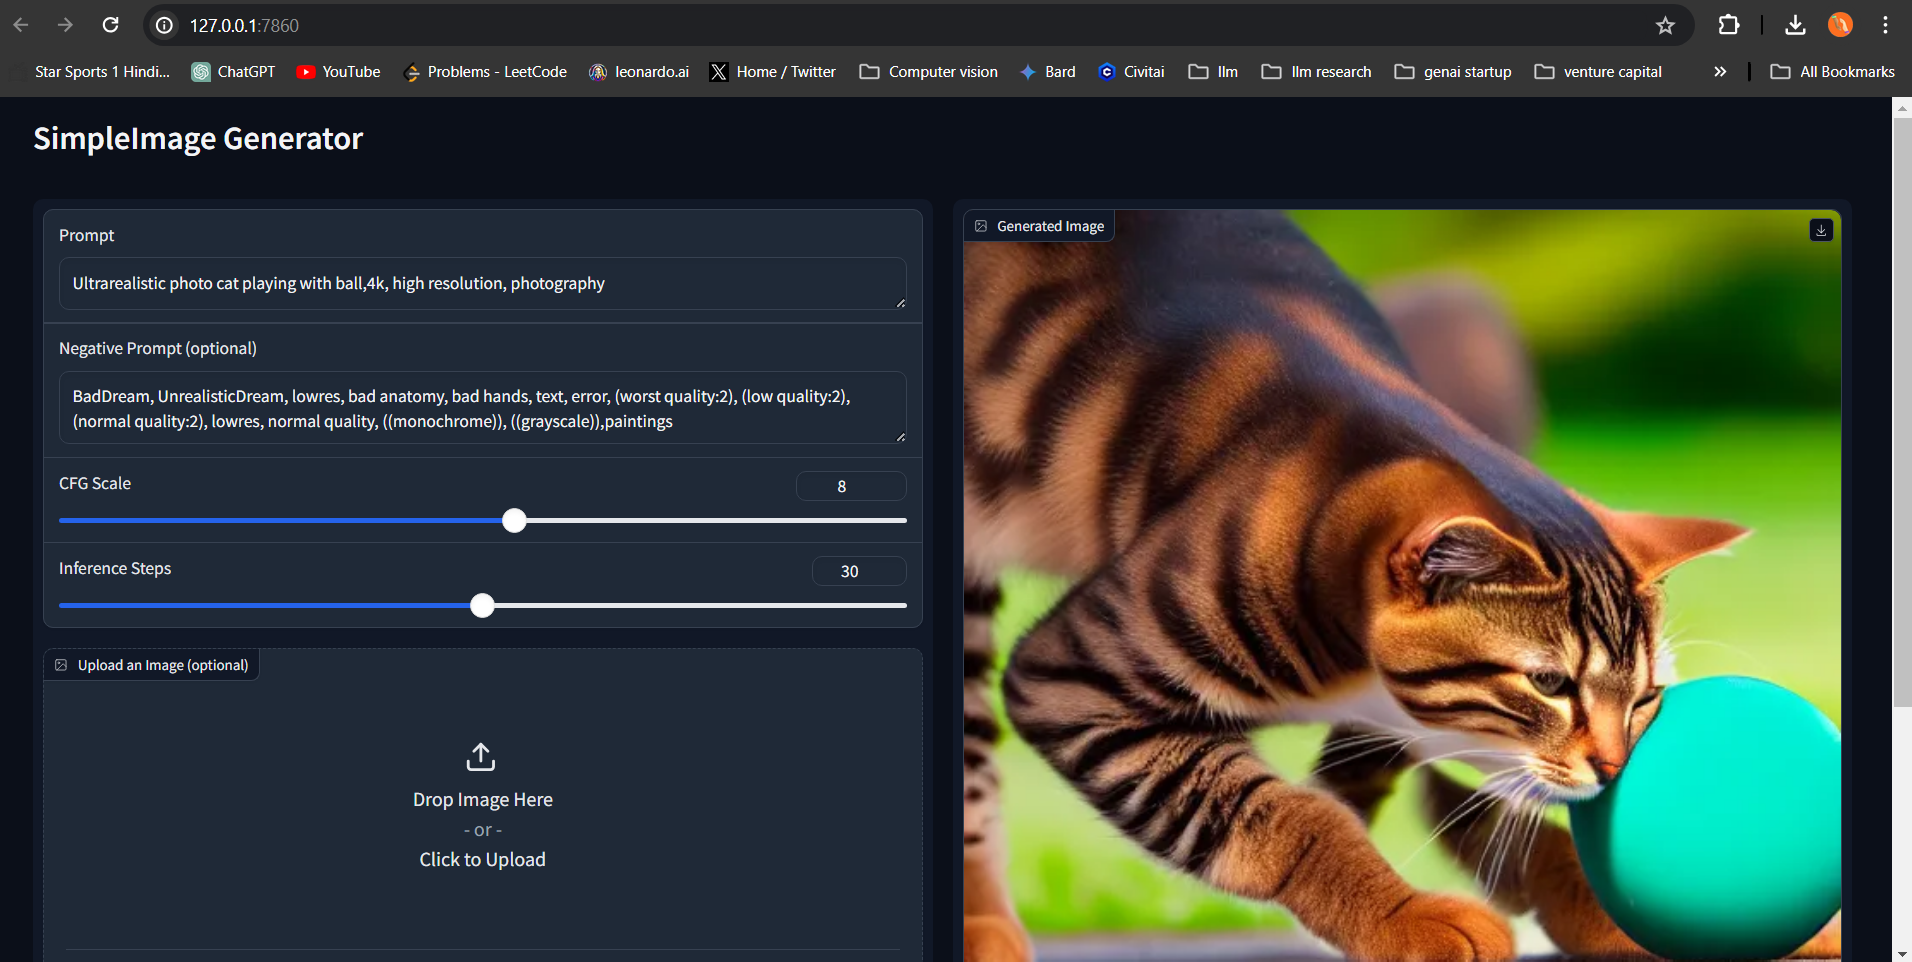 127.0.0.1:7860
Star Sports 1 Hindi... ChatGPT YouTube Problems - LeetCode leonardo.ai Home / Twitter Computer vision Bard Civitai llm llm research genai startup venture capital All Bookmarks
SimpleImage Generator
Prompt
Ultrarealistic photo cat playing with ball,4k, high resolution, photography
Negative Prompt (optional)
BadDream, UnrealisticDream, lowres, bad anatomy, bad hands, text, error, (worst quality:2), (low quality:2),
(normal quality:2), lowres, normal quality, ((monochrome)), ((grayscale)),paintings
CFG Scale
8
Inference Steps
30
Upload an Image (optional)
Drop Image Here
- or -
Click to Upload
Generated Image